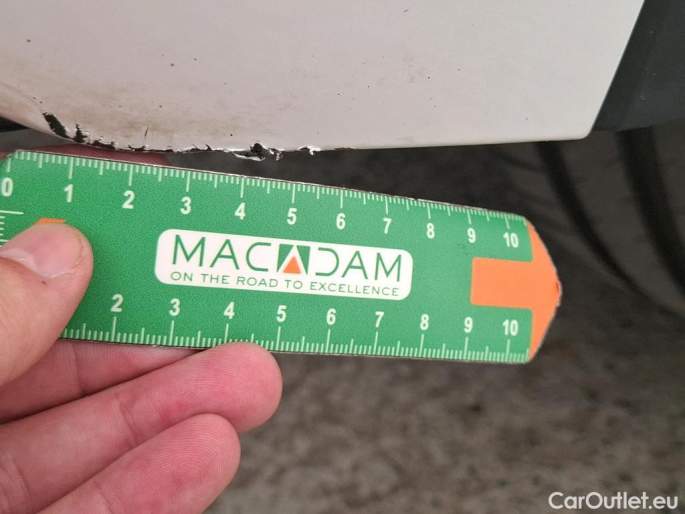 0 1 2 3 4 5 6 7 8 9 10
MACADAM
ON THE ROAD TO EXCELLENCE
2 3 4 5 6 7 8 9 10
CarOutlet.eu